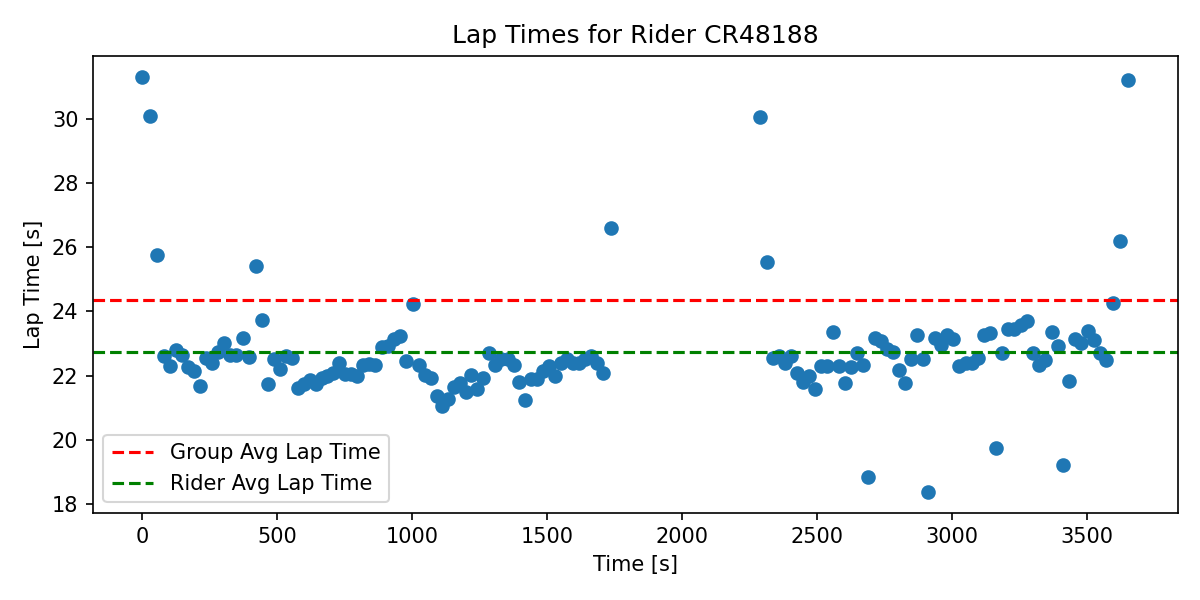 Lap Times for Rider CR48188
Lap Time [s]
30
28
26
24
22
20
18
Group Avg Lap Time
Rider Avg Lap Time
0 500 1000 1500 2000 2500 3000 3500
Time [s]